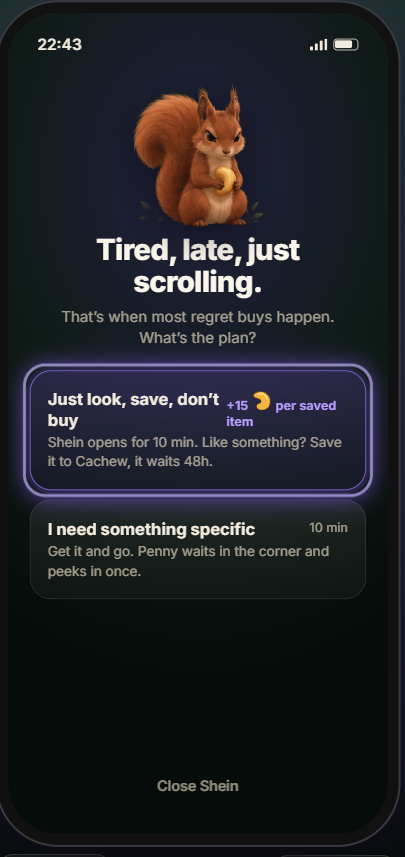 22:43
Tired, late, just
scrolling.
That’s when most regret buys happen.
What’s the plan?
Just look, save, don’t
buy
+15 per saved
item
Shein opens for 10 min. Like something? Save
it to Cachew, it waits 48h.
I need something specific
10 min
Get it and go. Penny waits in the corner and
peeks in once.
Close Shein